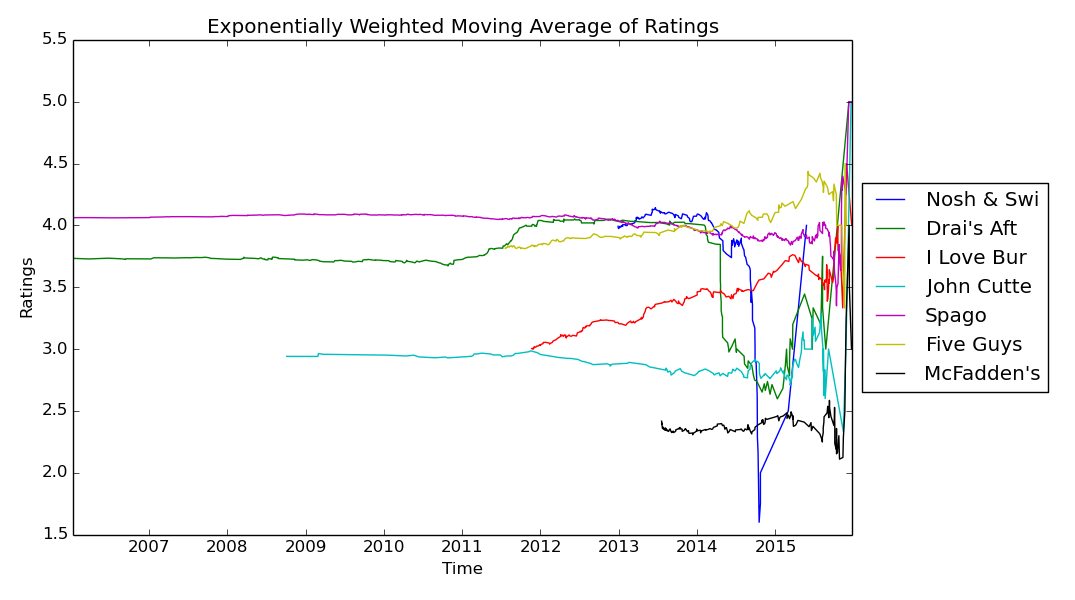 Exponentially Weighted Moving Average of Ratings
5.5
5.0
4.5
4.0
3.5
3.0
2.5
2.0
1.5
Ratings
2007 2008 2009 2010 2011 2012 2013 2014 2015
Time
Nosh & Swi
Drai's Aft
I Love Bur
John Cutte
Spago
Five Guys
McFadden's